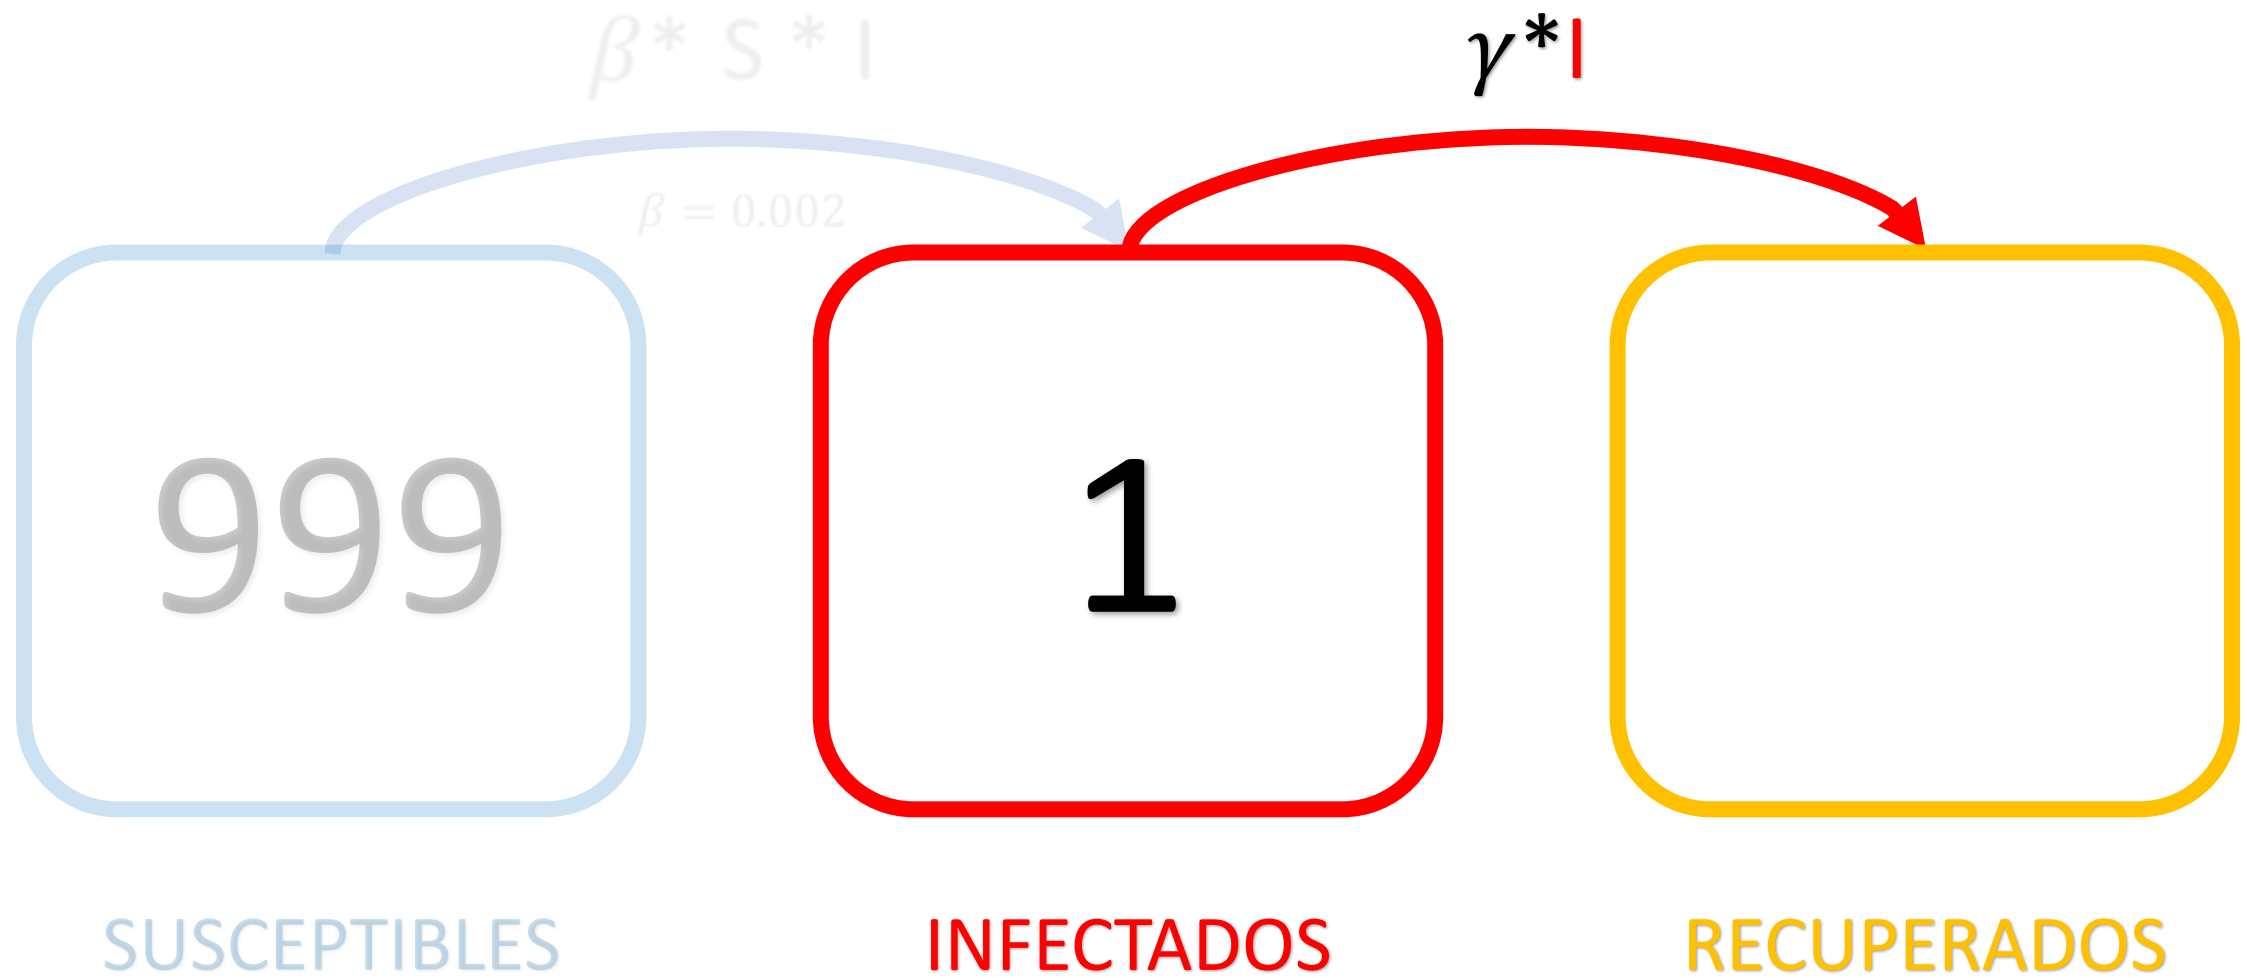 β* S * I
γ*I
β = 0.002
999
1
SUSCEPTIBLES
INFECTADOS
RECUPERADOS